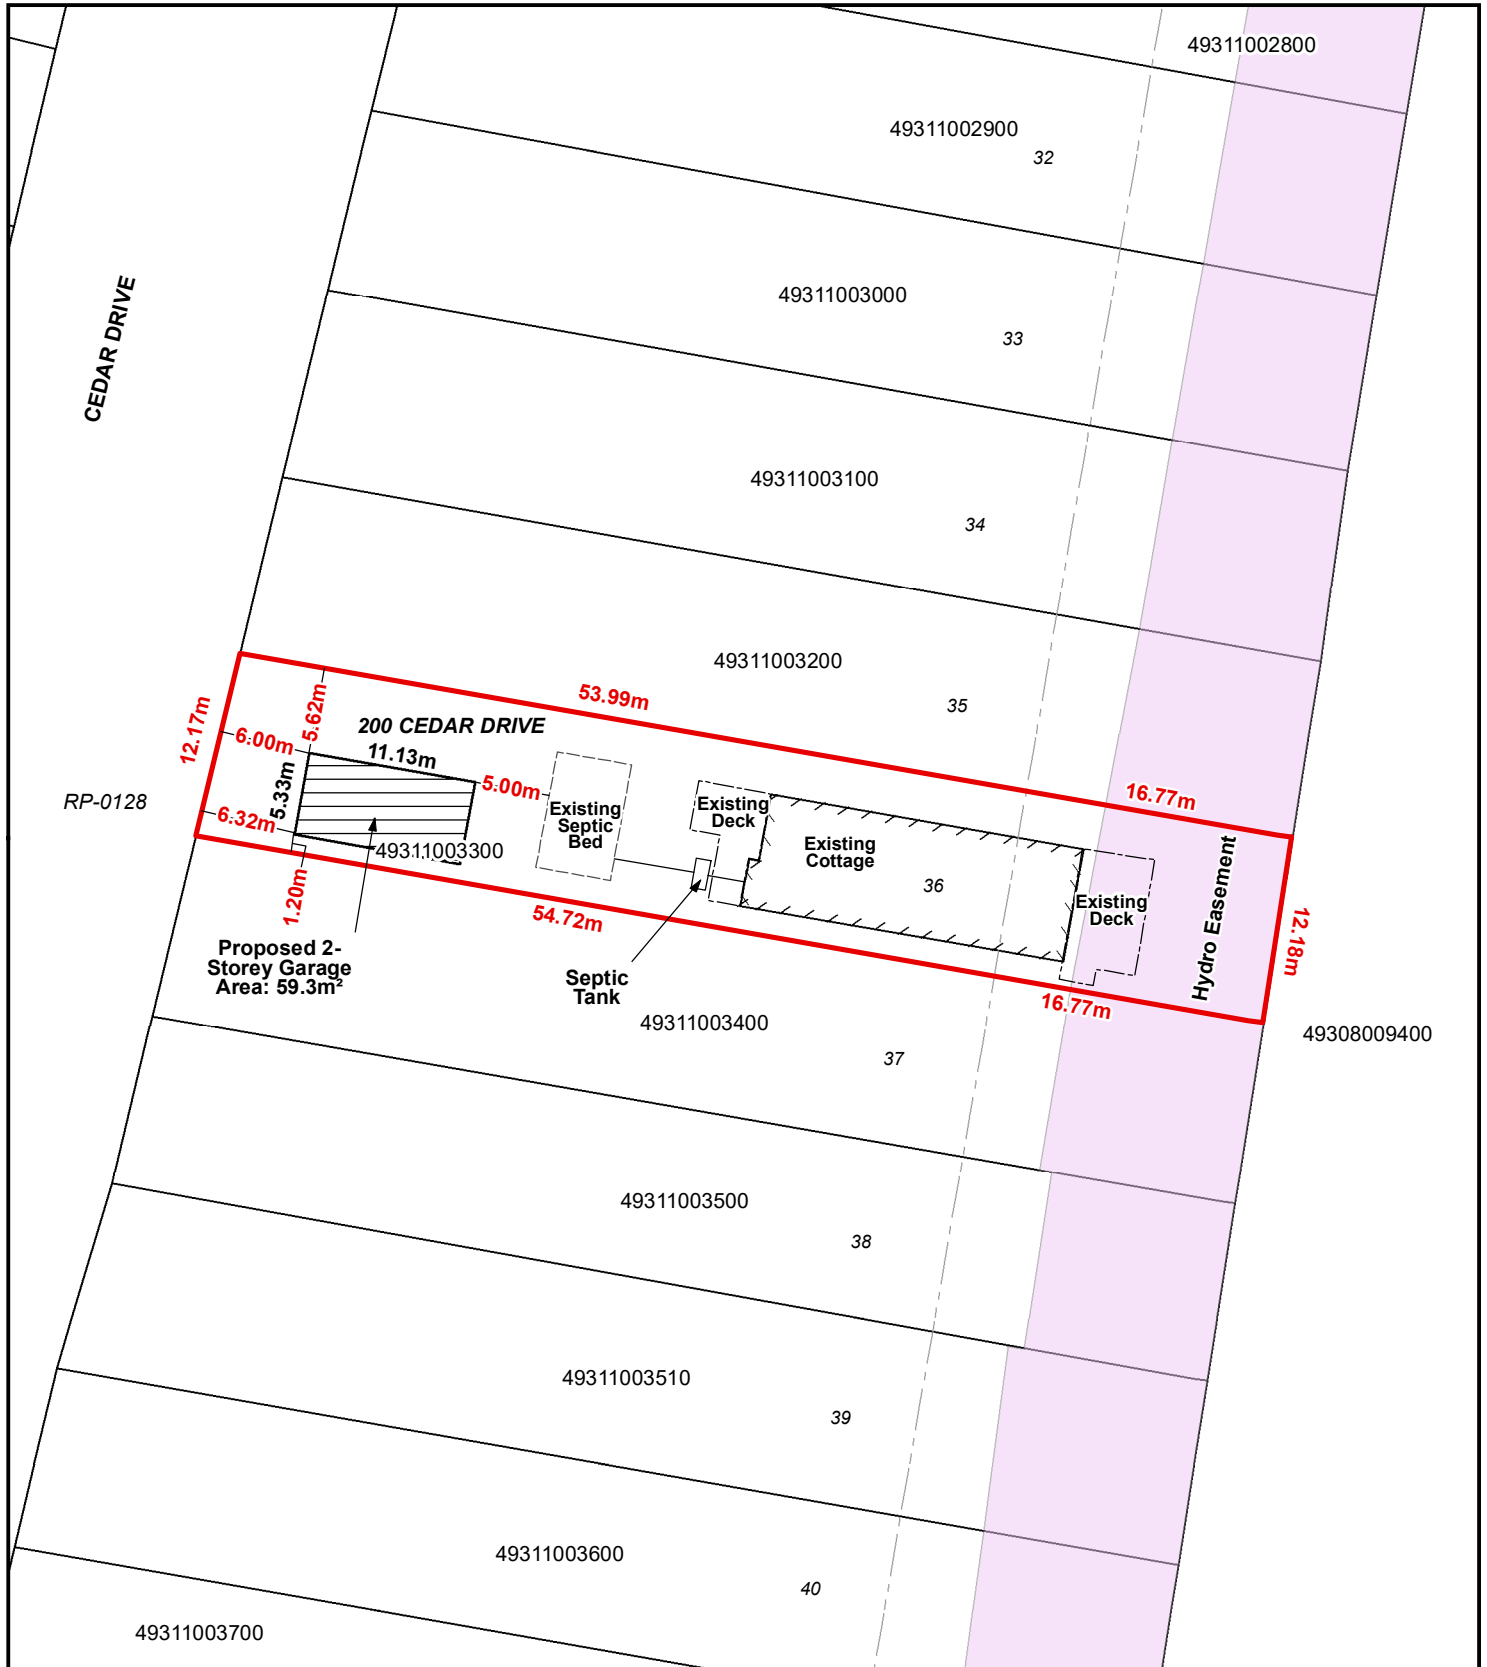 49311002800
49311002900
32
CEDAR DRIVE
49311003000
33
49311003100
34
49311003200
35
53.99m
12.17m
5.62m
200 CEDAR DRIVE
6.00m
11.13m
5.00m
16.77m
RP-0128
5.33m
6.32m
49311003300
Existing
Septic
Bed
Existing
Deck
Existing
Cottage
36
Existing
Deck
Hydro Easement
12.18m
1.20m
54.72m
16.77m
Proposed 2-
Storey Garage
Area: 59.3m²
Septic
Tank
49311003400
37
49308009400
49311003500
38
49311003510
39
49311003600
40
49311003700